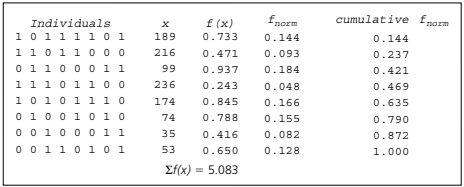 Individuals x f (x) f_norm cumulative f_norm
1 0 1 1 1 1 0 1 189 0.733 0.144 0.144
1 1 0 1 1 0 0 0 216 0.471 0.093 0.237
0 1 1 0 0 0 1 1 99 0.937 0.184 0.421
1 1 1 0 1 1 0 0 236 0.243 0.048 0.469
1 0 1 0 1 1 1 0 174 0.845 0.166 0.635
0 1 0 0 1 0 1 0 74 0.788 0.155 0.790
0 0 1 0 0 0 1 1 35 0.416 0.082 0.872
0 0 1 1 0 1 0 1 53 0.650 0.128 1.000
Σf(x) = 5.083